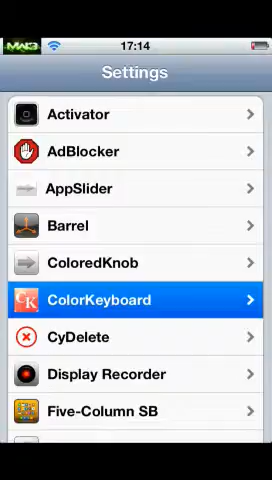 MW3 17:14
Settings
Activator
AdBlocker
AppSlider
Barrel
ColoredKnob
CK ColorKeyboard
CyDelete
Display Recorder
Five-Column SB